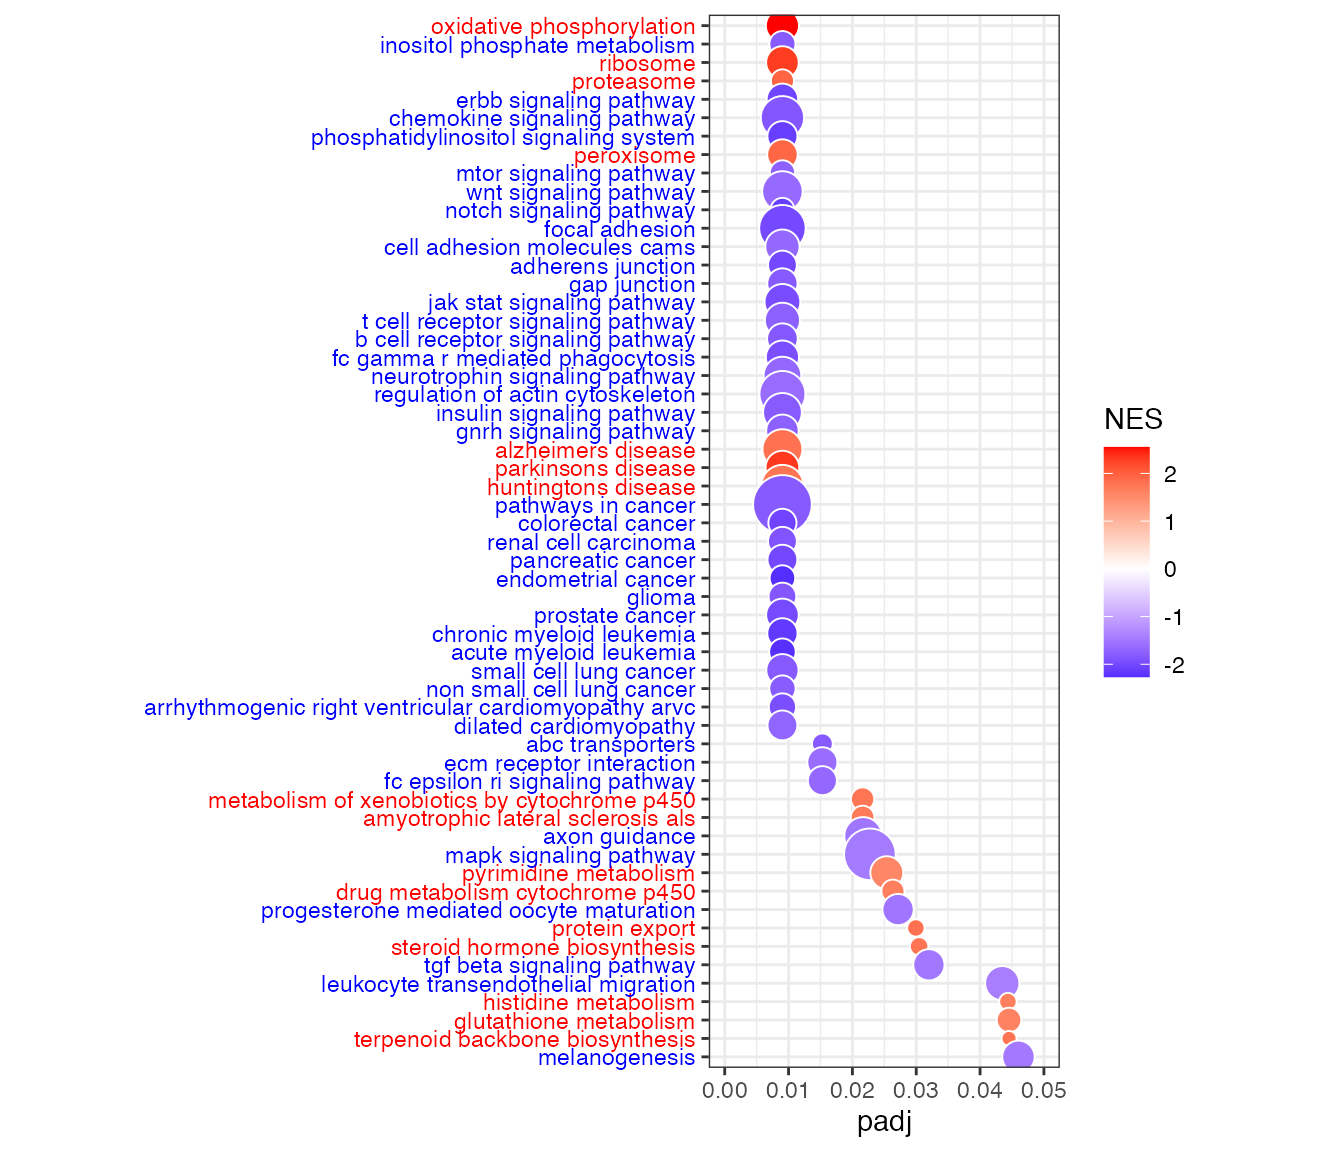 oxidative phosphorylation
inositol phosphate metabolism
ribosome
proteasome
erbb signaling pathway
chemokine signaling pathway
phosphatidylinositol signaling system
peroxisome
mtor signaling pathway
wnt signaling pathway
notch signaling pathway
focal adhesion
cell adhesion molecules cams
adherens junction
gap junction
jak stat signaling pathway
t cell receptor signaling pathway
b cell receptor signaling pathway
fc gamma r mediated phagocytosis
neurotrophin signaling pathway
regulation of actin cytoskeleton
insulin signaling pathway
gnrh signaling pathway
alzheimers disease
parkinsons disease
huntingtons disease
pathways in cancer
colorectal cancer
renal cell carcinoma
pancreatic cancer
endometrial cancer
glioma
prostate cancer
chronic myeloid leukemia
acute myeloid leukemia
small cell lung cancer
non small cell lung cancer
arrhythmogenic right ventricular cardiomyopathy arvc
dilated cardiomyopathy
abc transporters
ecm receptor interaction
fc epsilon ri signaling pathway
metabolism of xenobiotics by cytochrome p450
amyotrophic lateral sclerosis als
axon guidance
mapk signaling pathway
pyrimidine metabolism
drug metabolism cytochrome p450
progesterone mediated oocyte maturation
protein export
steroid hormone biosynthesis
tgf beta signaling pathway
leukocyte transendothelial migration
histidine metabolism
glutathione metabolism
terpenoid backbone biosynthesis
melanogenesis
0.00 0.01 0.02 0.03 0.04 0.05
padj
NES
2
1
0
-1
-2